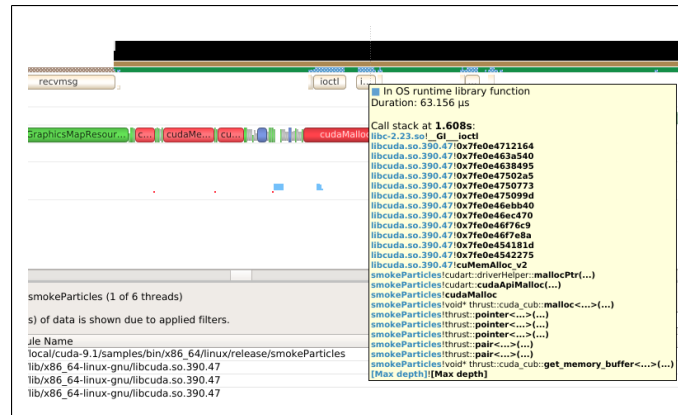 recvmsg
ioctl
i...
GraphicsMapResour...
c...
cudaMe...
cu...
cudaMalloc
In OS runtime library function
Duration: 63.156 µs
Call stack at 1.608s:
libc-2.23.so!__GI___ioctl
libcuda.so.390.47!0x7fe0e4712164
libcuda.so.390.47!0x7fe0e463a540
libcuda.so.390.47!0x7fe0e4638495
libcuda.so.390.47!0x7fe0e47502a5
libcuda.so.390.47!0x7fe0e4750773
libcuda.so.390.47!0x7fe0e475099d
libcuda.so.390.47!0x7fe0e46ebb40
libcuda.so.390.47!0x7fe0e46ec470
libcuda.so.390.47!0x7fe0e46f76c9
libcuda.so.390.47!0x7fe0e46f7e8a
libcuda.so.390.47!0x7fe0e454181d
libcuda.so.390.47!0x7fe0e4542275
libcuda.so.390.47!cuMemAlloc_v2
smokeParticles!cudart::driverHelper::mallocPtr(...)
smokeParticles!cudart::cudaApiMalloc(...)
smokeParticles!cudaMalloc
smokeParticles!void* thrust::cuda_cub::malloc<...>(...)
smokeParticles!thrust::pointer<...>(...)
smokeParticles!thrust::pointer<...>(...)
smokeParticles!thrust::pointer<...>(...)
smokeParticles!thrust::pair<...>(...)
smokeParticles!thrust::pair<...>(...)
smokeParticles!thrust::cuda_cub::get_memory_buffer<...>(...)
[Max depth]![Max depth]
smokeParticles (1 of 6 threads)
s) of data is shown due to applied filters.
ule Name
/local/cuda-9.1/samples/bin/x86_64/linux/release/smokeParticles
/lib/x86_64-linux-gnu/libcuda.so.390.47
/lib/x86_64-linux-gnu/libcuda.so.390.47
/lib/x86_64-linux-gnu/libcuda.so.390.47